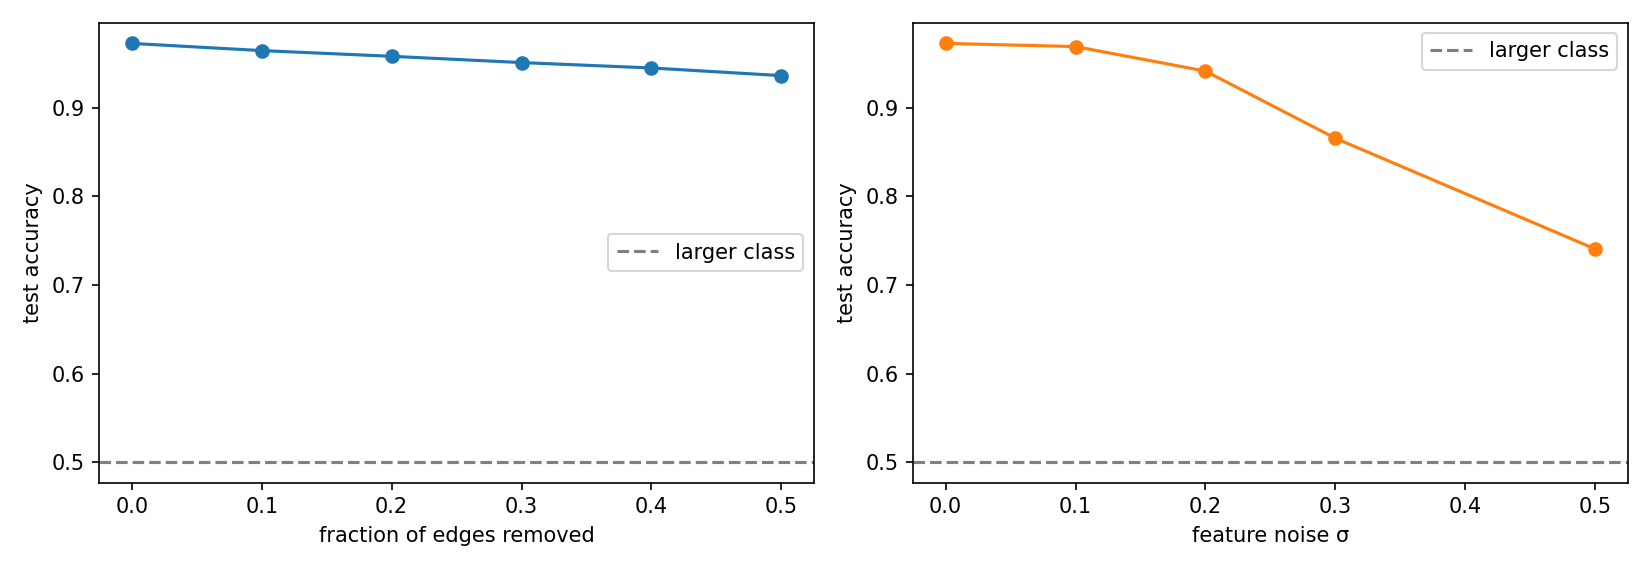 0.9
0.8
0.7
0.6
0.5
test accuracy
larger class
0.0 0.1 0.2 0.3 0.4 0.5
fraction of edges removed
0.9
0.8
0.7
0.6
0.5
test accuracy
larger class
0.0 0.1 0.2 0.3 0.4 0.5
feature noise σ